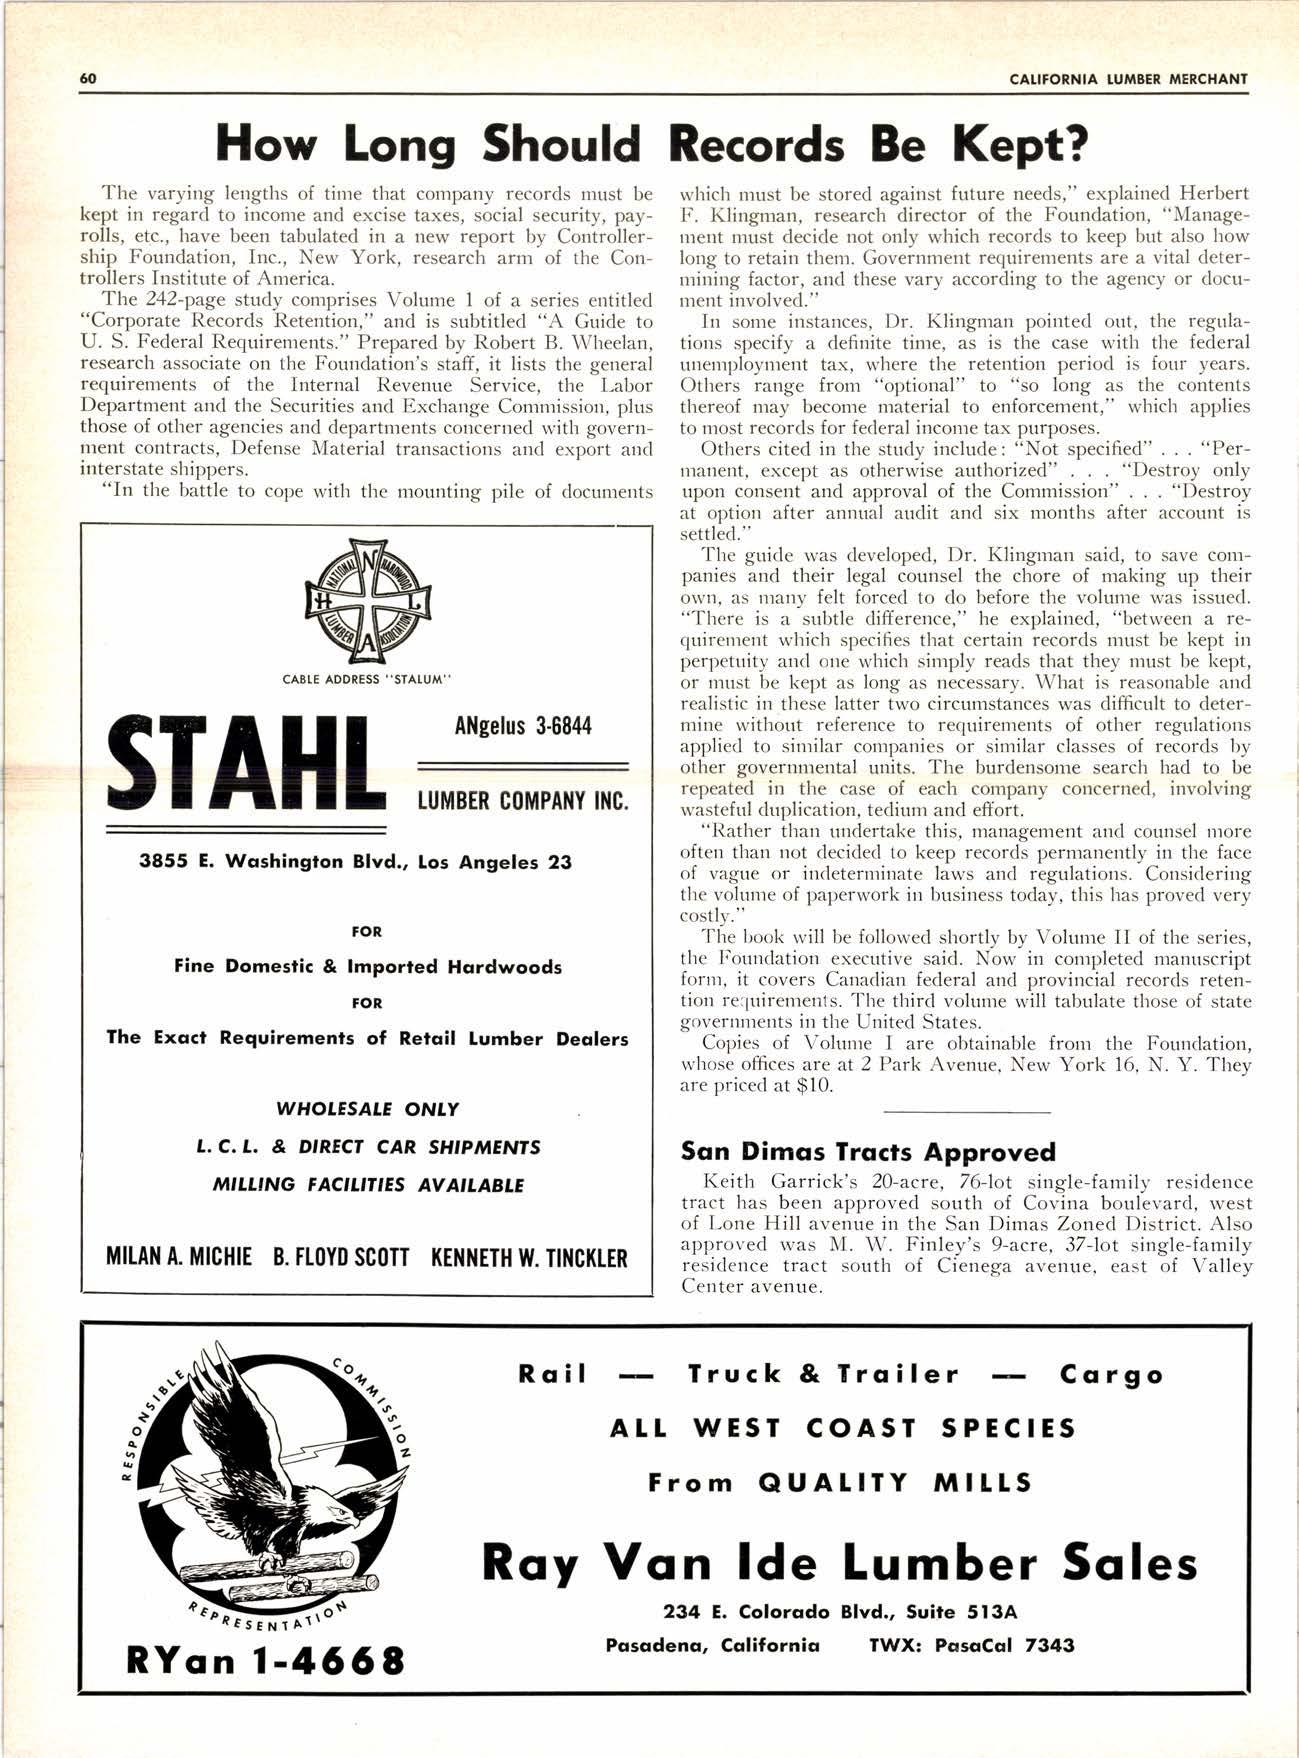 60
CALIFORNIA LUMBER MERCHANT
How Long Should Records Be Kept?
The varying lengths of time that company records must be
kept in regard to income and excise taxes, social security, pay-
rolls, etc., have been tabulated in a new report by Controller-
ship Foundation, Inc., New York, research arm of the Con-
trollers Institute of America.
The 242-page study comprises Volume 1 of a series entitled
"Corporate Records Retention," and is subtitled "A Guide to
U. S. Federal Requirements." Prepared by Robert B. Wheelan,
research associate on the Foundation's staff, it lists the general
requirements of the Internal Revenue Service, the Labor
Department and the Securities and Exchange Commission, plus
those of other agencies and departments concerned with govern-
ment contracts, Defense Material transactions and export and
interstate shippers.
"In the battle to cope with the mounting pile of documents
which must be stored against future needs," explained Herbert
F. Klingman, research director of the Foundation, "Manage-
ment must decide not only which records to keep but also how
long to retain them. Government requirements are a vital deter-
mining factor, and these vary according to the agency or docu-
ment involved."
In some instances, Dr. Klingman pointed out, the regula-
tions specify a definite time, as is the case with the federal
unemployment tax, where the retention period is four years.
Others range from "optional" to "so long as the contents
thereof may become material to enforcement," which applies
to most records for federal income tax purposes.
Others cited in the study include: "Not specified" . . . "Per-
manent, except as otherwise authorized" . . . "Destroy only
upon consent and approval of the Commission" . . . "Destroy
at option after annual audit and six months after account is
settled."
The guide was developed, Dr. Klingman said, to save com-
panies and their legal counsel the chore of making up their
own, as many felt forced to do before the volume was issued.
"There is a subtle difference," he explained, "between a re-
quirement which specifies that certain records must be kept in
perpetuity and one which simply reads that they must be kept,
or must be kept as long as necessary. What is reasonable and
realistic in these latter two circumstances was difficult to deter-
mine without reference to requirements of other regulations
applied to similar companies or similar classes of records by
other governmental units. The burdensome search had to be
repeated in the case of each company concerned, involving
wasteful duplication, tedium and effort.
"Rather than undertake this, management and counsel more
often than not decided to keep records permanently in the face
of vague or indeterminate laws and regulations. Considering
the volume of paperwork in business today, this has proved very
costly."
The book will be followed shortly by Volume II of the series,
the Foundation executive said. Now in completed manuscript
form, it covers Canadian federal and provincial records reten-
tion requirements. The third volume will tabulate those of state
governments in the United States.
Copies of Volume I are obtainable from the Foundation,
whose offices are at 2 Park Avenue, New York 16, N. Y. They
are priced at $10.
San Dimas Tracts Approved
Keith Garrick's 20-acre, 76-lot single-family residence
tract has been approved south of Covina boulevard, west
of Lone Hill avenue in the San Dimas Zoned District. Also
approved was M. W. Finley's 9-acre, 37-lot single-family
residence tract south of Cienega avenue, east of Valley
Center avenue.
NATIONAL HARDWOOD
LUMBER ASSOCIATION
N
H L
A
CABLE ADDRESS "STALUM"
STAHL
ANgelus 3-6844
LUMBER COMPANY INC.
3855 E. Washington Blvd., Los Angeles 23
FOR
Fine Domestic & Imported Hardwoods
FOR
The Exact Requirements of Retail Lumber Dealers
WHOLESALE ONLY
L. C. L. & DIRECT CAR SHIPMENTS
MILLING FACILITIES AVAILABLE
MILAN A. MICHIE B. FLOYD SCOTT KENNETH W. TINCKLER
RESPONSIBLE
COMMISSION
REPRESENTATION
RYan 1-4668
Rail — Truck & Trailer — Cargo
ALL WEST COAST SPECIES
From QUALITY MILLS
Ray Van Ide Lumber Sales
234 E. Colorado Blvd., Suite 513A
Pasadena, California TWX: PasaCal 7343